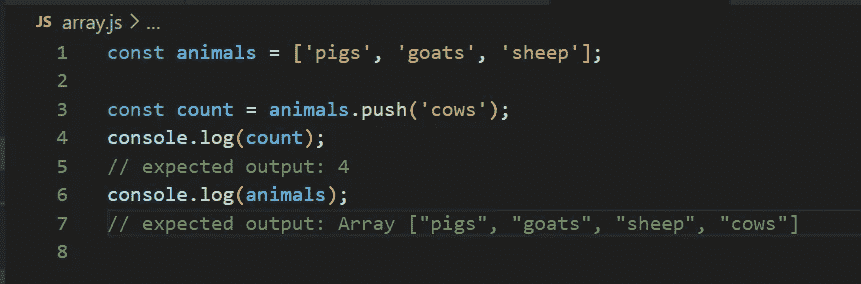 JS array.js > ...
1 const animals = ['pigs', 'goats', 'sheep'];
2
3 const count = animals.push('cows');
4 console.log(count);
5 // expected output: 4
6 console.log(animals);
7 // expected output: Array ["pigs", "goats", "sheep", "cows"]
8